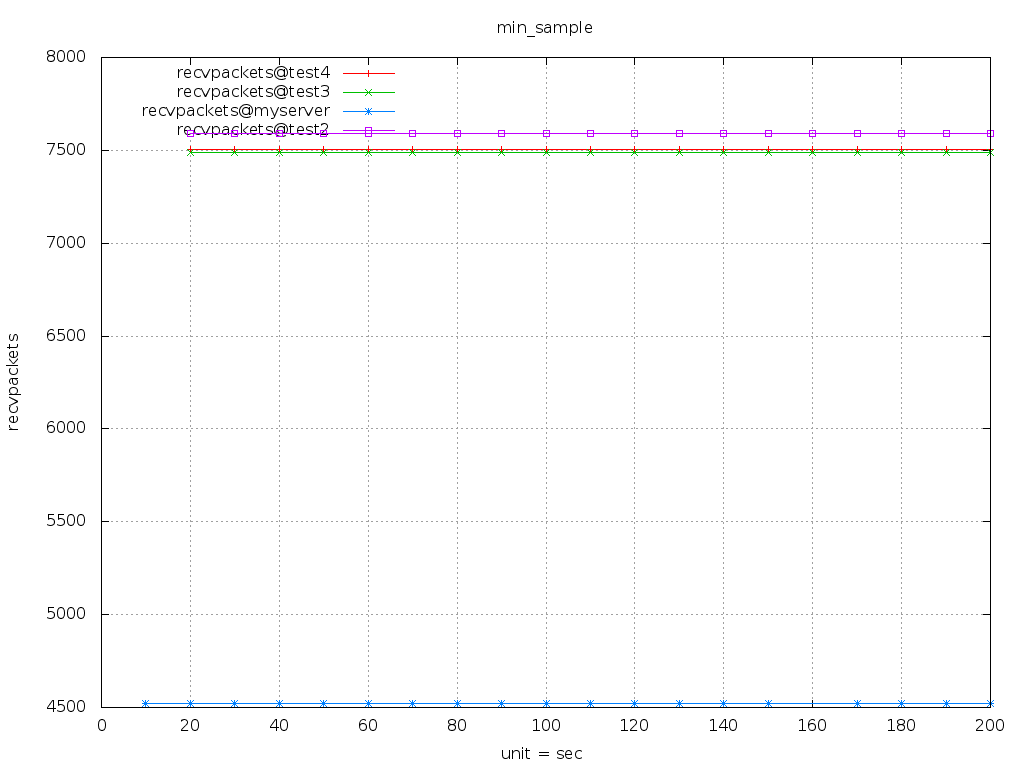 min_sample
8000
recvpackets@test4
recvpackets@test3
recvpackets@myserver
recvpackets@test2
7500
7000
6500
6000
5500
5000
4500
recvpackets
0 20 40 60 80 100 120 140 160 180 200
unit = sec